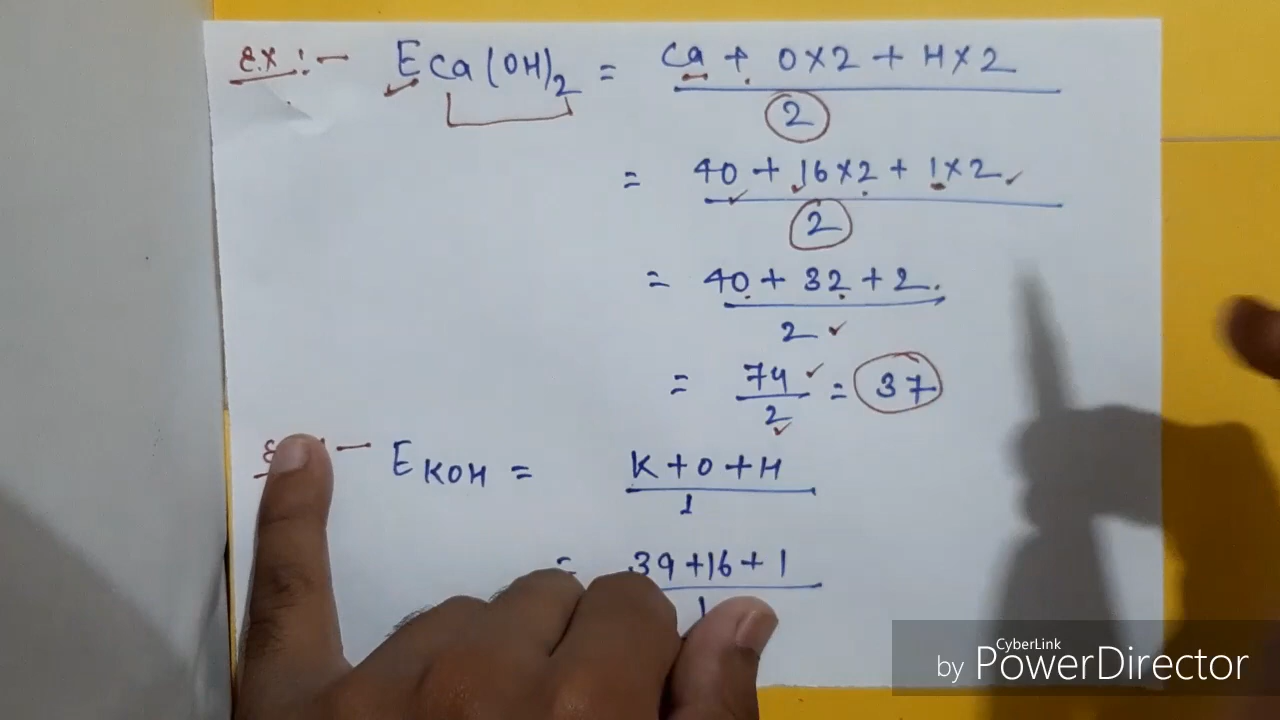 Ex:- E Ca(OH)2 = Ca + O×2 + H×2
2
= 40 + 16×2 + 1×2
2
= 40 + 32 + 2
2
= 74 = 37
2
E KOH = K + O + H
1
= 39 + 16 + 1
1
CyberLink
by PowerDirector